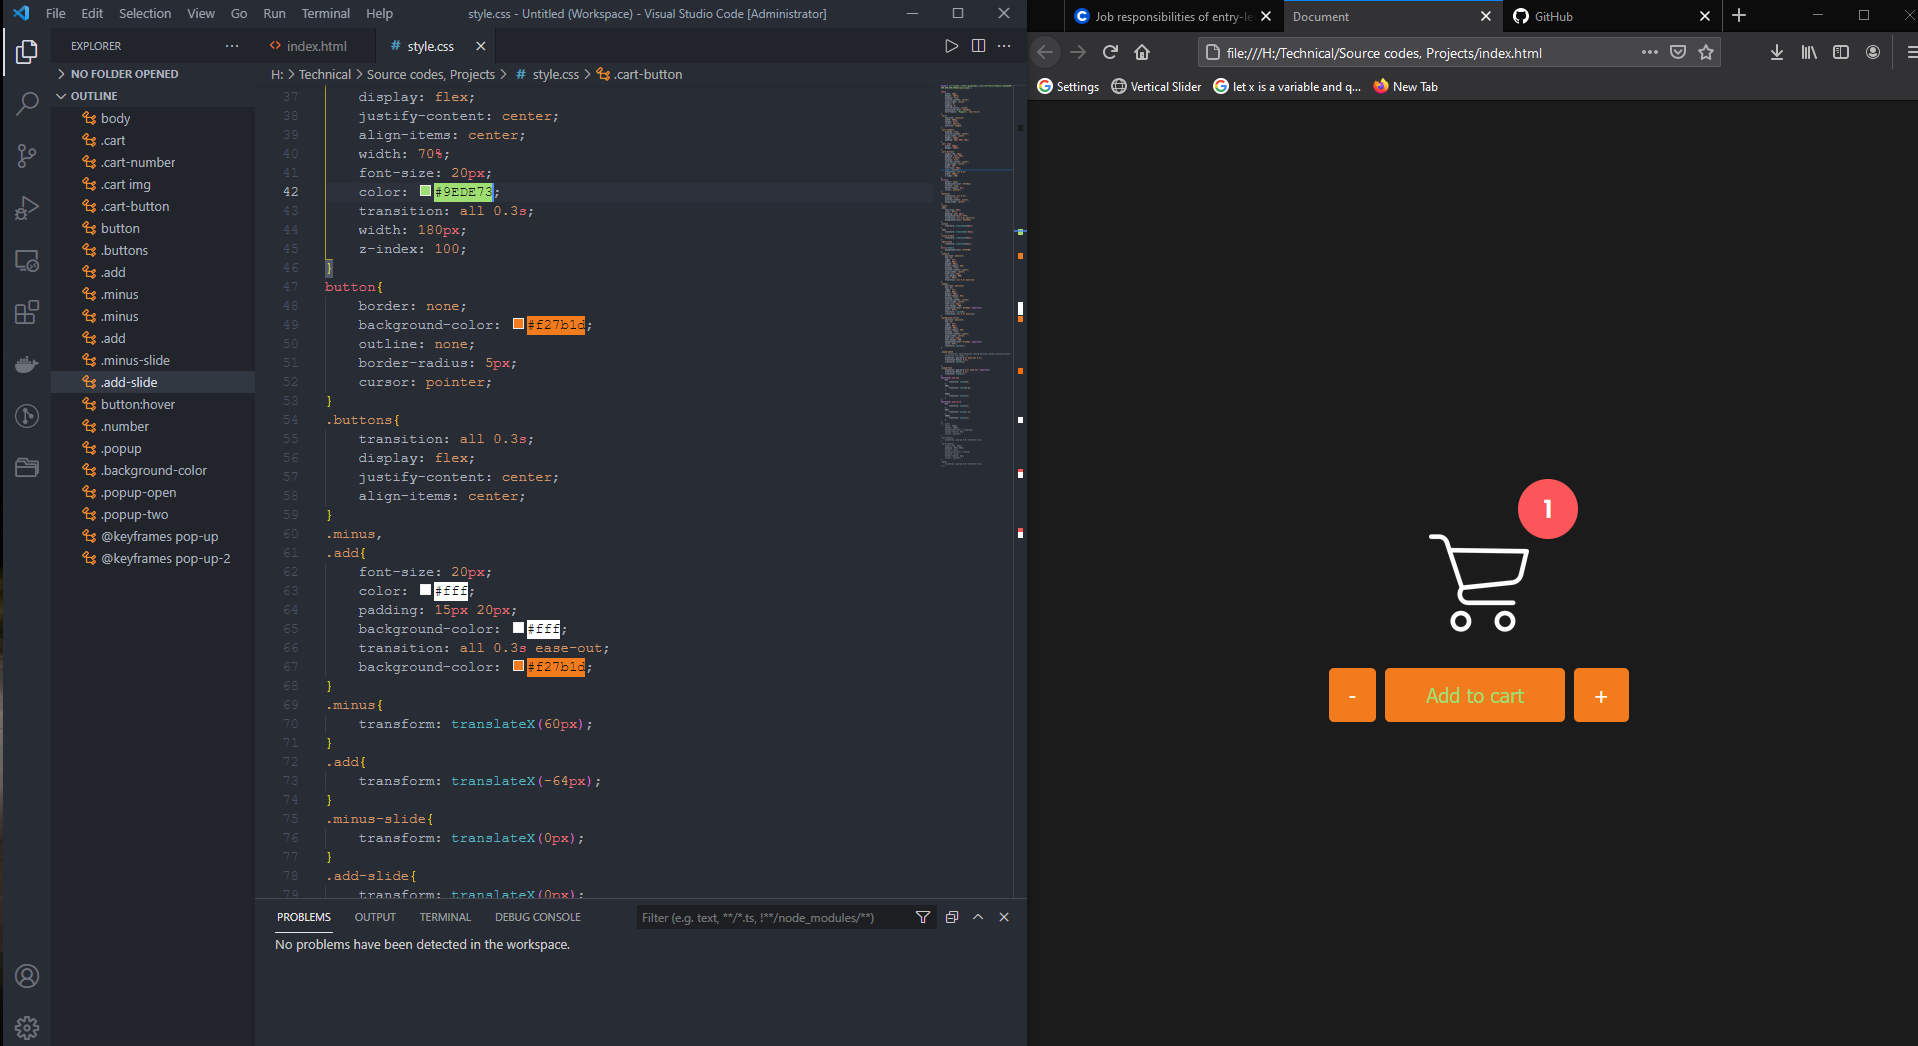 File Edit Selection View Go Run Terminal Help
style.css - Untitled (Workspace) - Visual Studio Code [Administrator]
EXPLORER
NO FOLDER OPENED
OUTLINE
body
.cart
.cart-number
.cart img
.cart-button
button
.buttons
.add
.minus
.minus
.add
.minus-slide
.add-slide
button:hover
.number
.popup
.background-color
.popup-open
.popup-two
@keyframes pop-up
@keyframes pop-up-2
index.html
# style.css
H: > Technical > Source codes, Projects > # style.css > .cart-button
37 display: flex;
38 justify-content: center;
39 align-items: center;
40 width: 70%;
41 font-size: 20px;
42 color: #9EDE73;
43 transition: all 0.3s;
44 width: 180px;
45 z-index: 100;
46 }
47 button{
48 border: none;
49 background-color: #f27b1d;
50 outline: none;
51 border-radius: 5px;
52 cursor: pointer;
53 }
54 .buttons{
55 transition: all 0.3s;
56 display: flex;
57 justify-content: center;
58 align-items: center;
59 }
60 .minus,
61 .add{
62 font-size: 20px;
63 color: #fff;
64 padding: 15px 20px;
65 background-color: #fff;
66 transition: all 0.3s ease-out;
67 background-color: #f27b1d;
68 }
69 .minus{
70 transform: translateX(60px);
71 }
72 .add{
73 transform: translateX(-64px);
74 }
75 .minus-slide{
76 transform: translateX(0px);
77 }
78 .add-slide{
79 transform: translateX(0px);
PROBLEMS OUTPUT TERMINAL DEBUG CONSOLE
Filter (e.g. text, **/*.ts, !**/node_modules/**)
No problems have been detected in the workspace.
Job responsibilities of entry-le
Document
GitHub
file:///H:/Technical/Source codes, Projects/index.html
Settings
Vertical Slider
let x is a variable and q...
New Tab
1
- Add to cart +